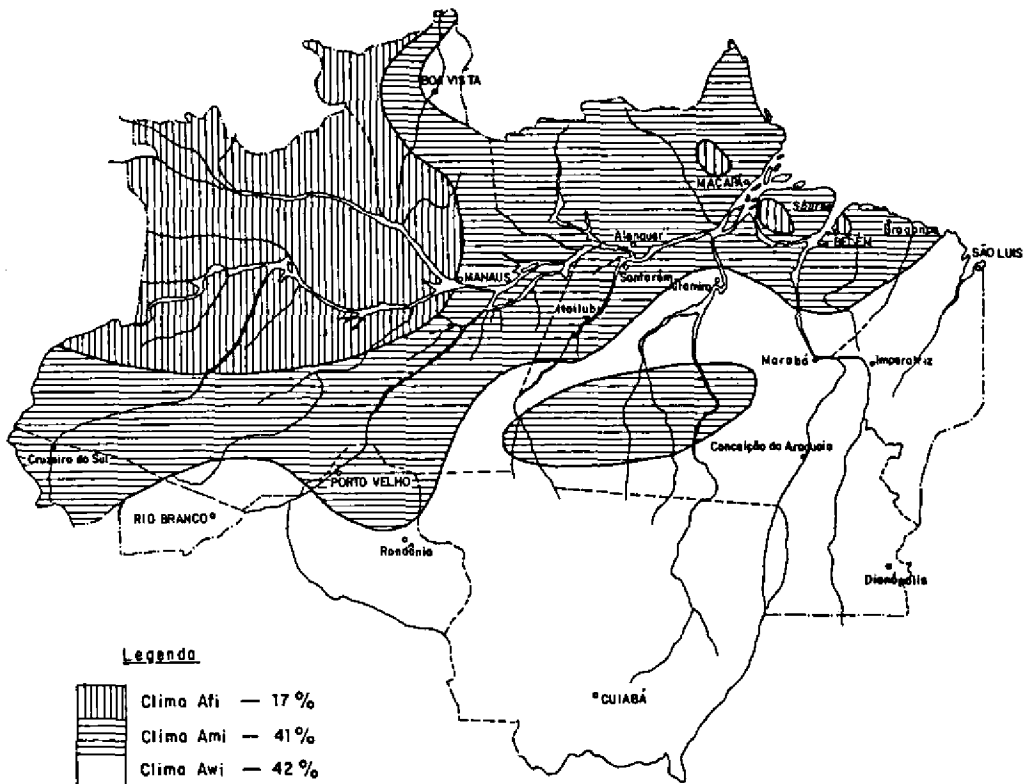 BOA VISTA
MACAPÁ
Soure
BELÉM
Bragança
SÃO LUIS
Alenquer
Santarém
Altamira
MANAUS
Itaituba
Marabá
Imperatriz
Cruzeiro do Sul
Conceição do Araguaia
PORTO VELHO
RIO BRANCO
Rondônia
Dianópolis
CUIABÁ
Legenda
Clima Afi — 17 %
Clima Ami — 41 %
Clima Awi — 42 %